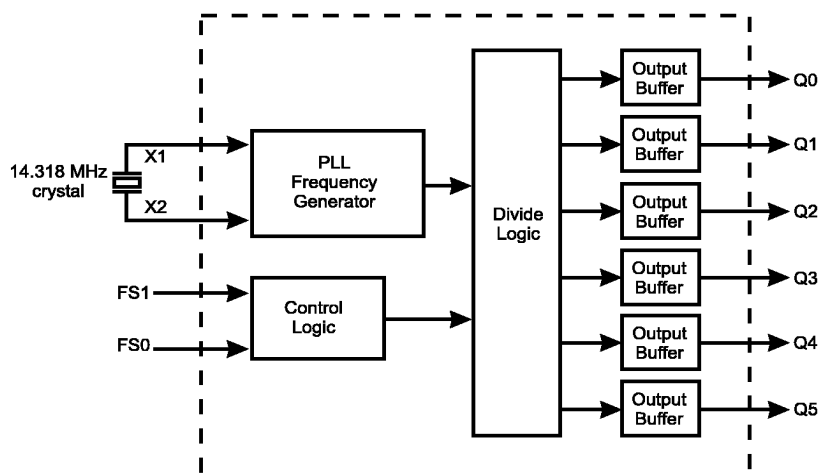 Output
Buffer
Q0
Output
Buffer
Q1
X1
14.318 MHz
crystal
X2
PLL
Frequency
Generator
Divide
Logic
Output
Buffer
Q2
FS1
FS0
Control
Logic
Output
Buffer
Q3
Output
Buffer
Q4
Output
Buffer
Q5